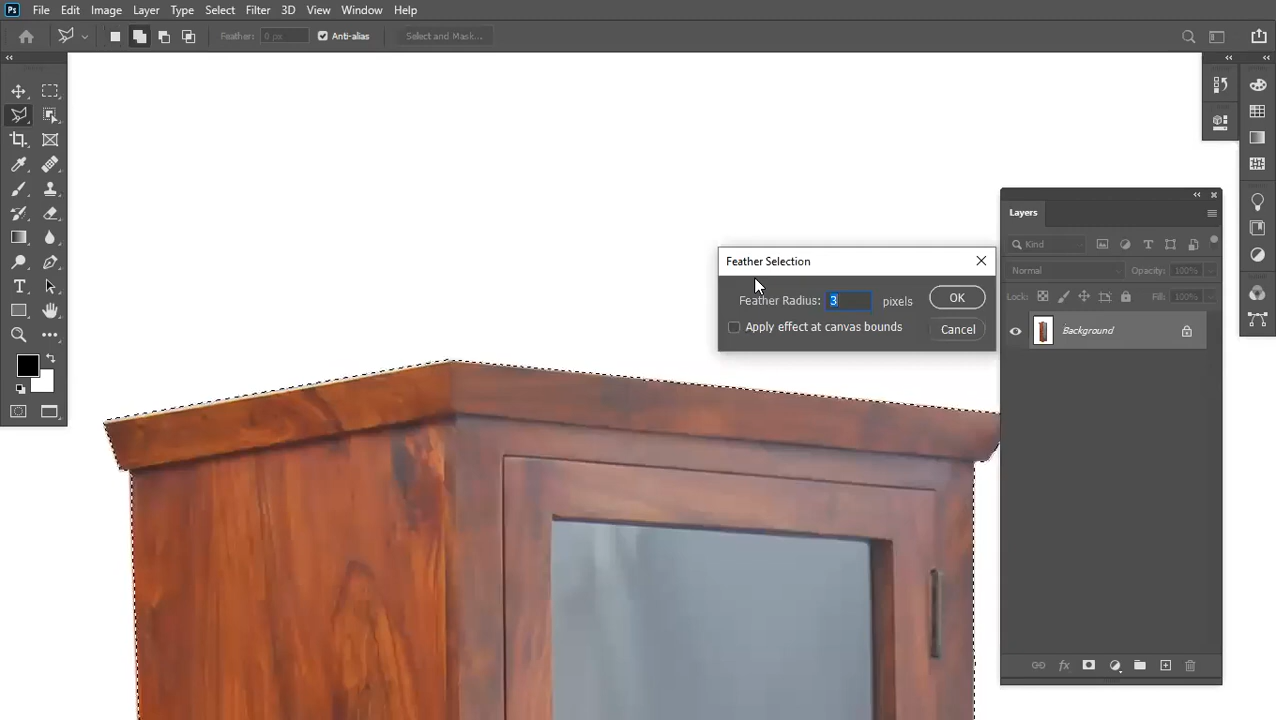 Ps File Edit Image Layer Type Select Filter 3D View Window Help
Feather: 0 px Anti-alias Select and Mask...
Layers
Kind
Feather Selection
Normal Opacity: 100%
Feather Radius: 3 pixels OK
Lock: Fill: 100%
Apply effect at canvas bounds Cancel
Background